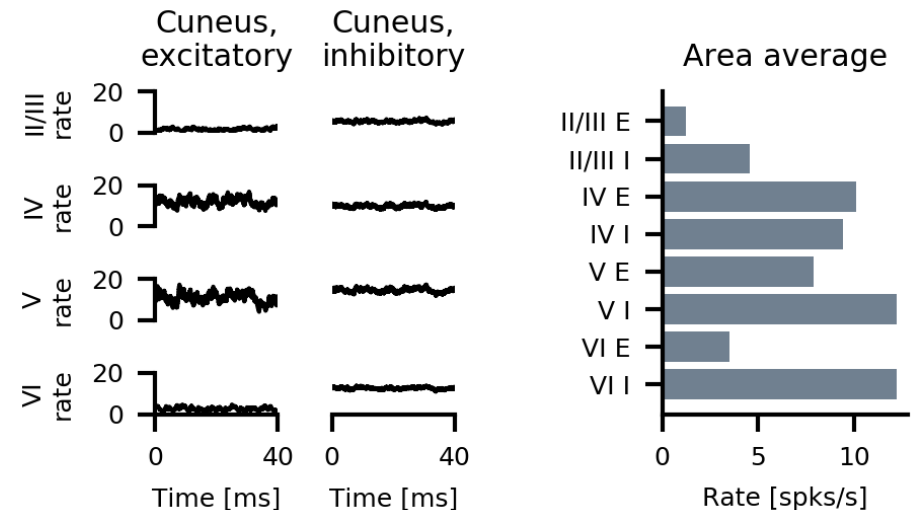 Cuneus,
excitatory
Cuneus,
inhibitory
Area average
II/III
rate
20
0
IV
rate
20
0
V
rate
20
0
VI
rate
20
0
0
40
Time [ms]
0
40
Time [ms]
II/III E
II/III I
IV E
IV I
V E
V I
VI E
VI I
0
5
10
Rate [spks/s]